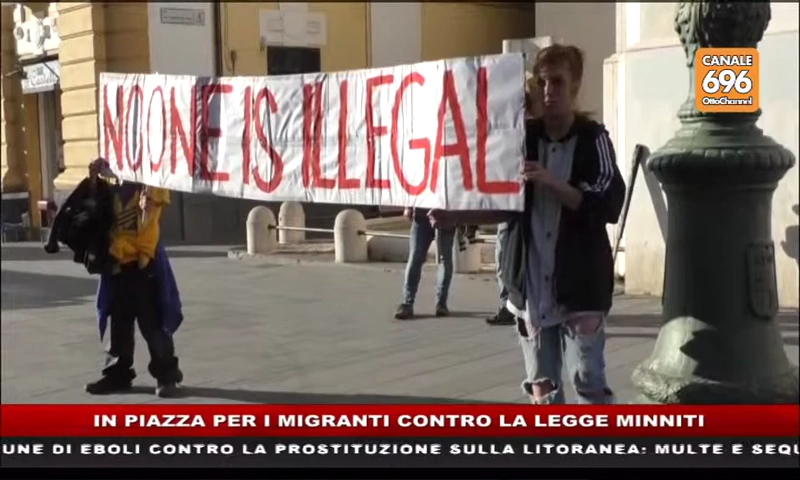 NO ONE IS ILLEGAL
CANALE
696
OttoChannel
IN PIAZZA PER I MIGRANTI CONTRO LA LEGGE MINNITI
UNE DI EBOLI CONTRO LA PROSTITUZIONE SULLA LITORANEA: MULTE E SEQU